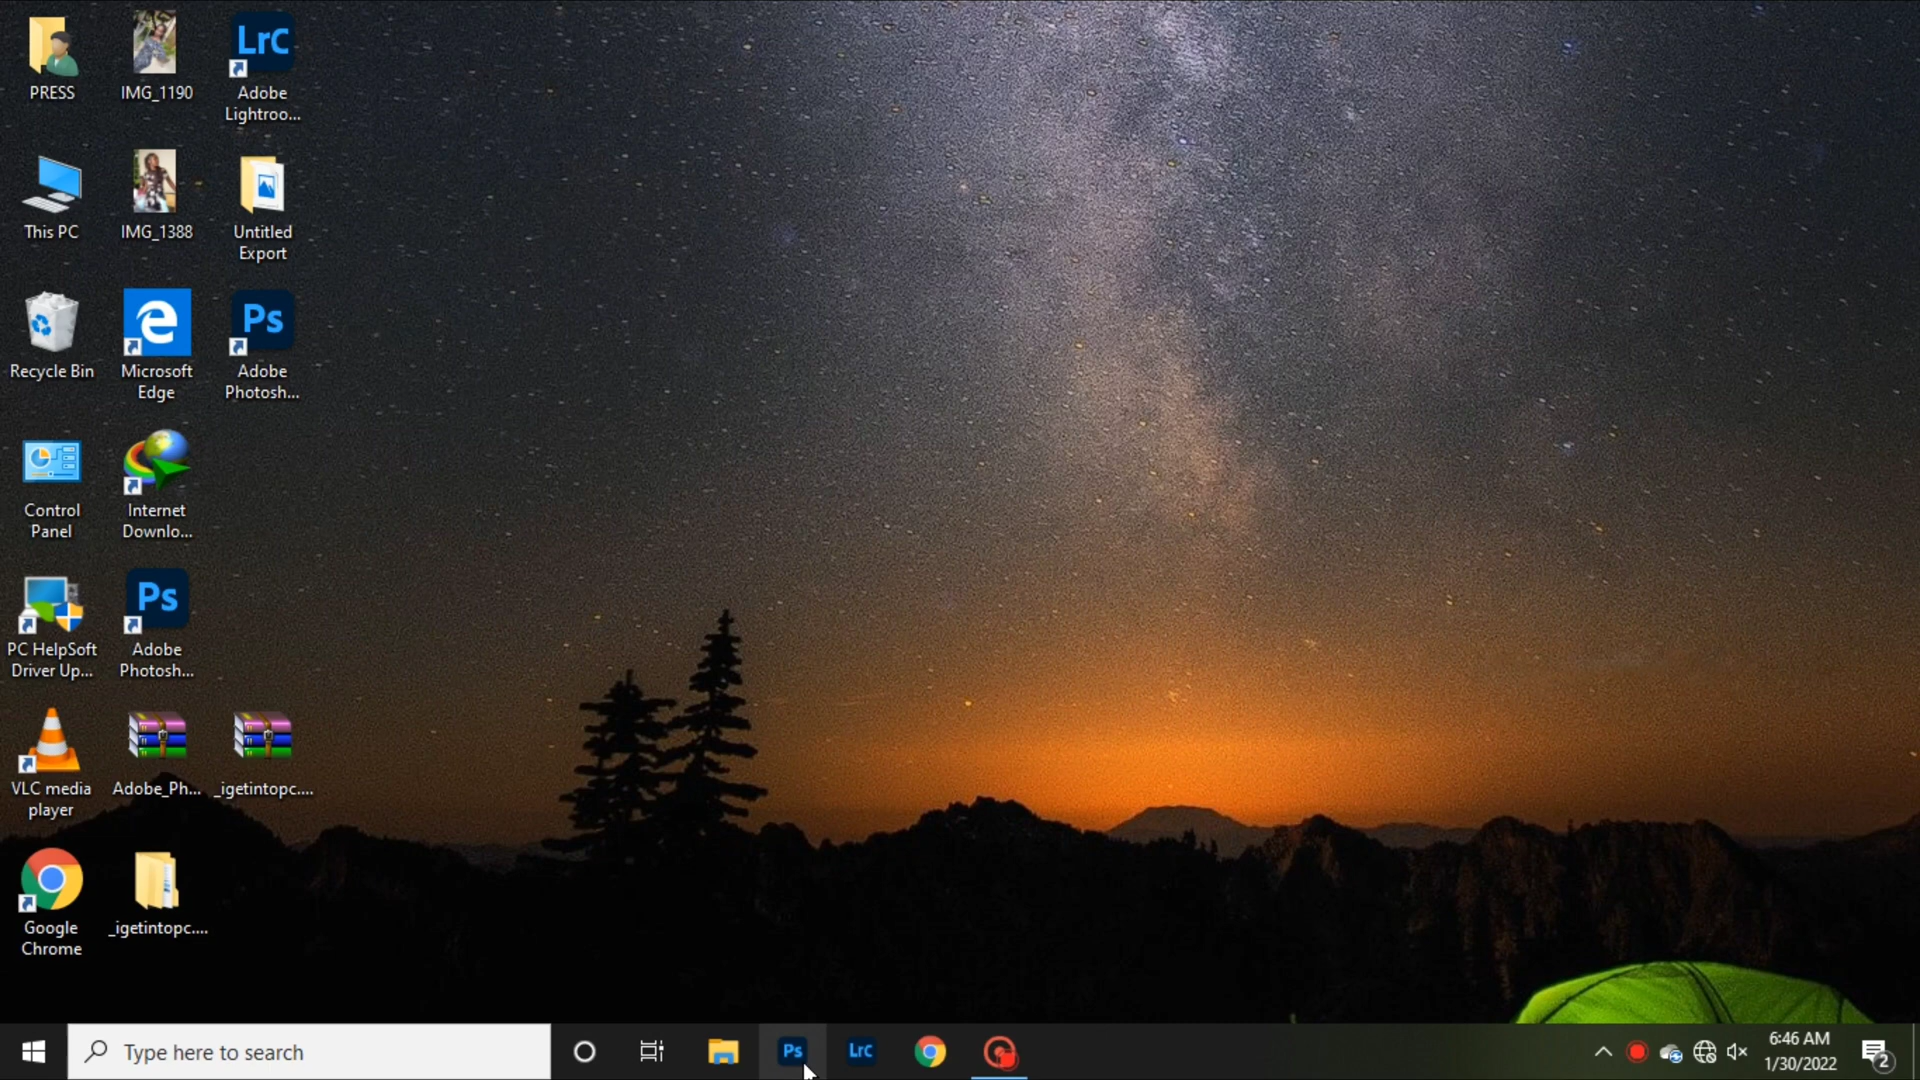 PRESS
IMG_1190
LrC
Adobe
Lightroo...
This PC
IMG_1388
Untitled
Export
Recycle Bin
Microsoft
Edge
Ps
Adobe
Photosh...
Control
Panel
Internet
Downlo...
PC HelpSoft
Driver Up...
Ps
Adobe
Photosh...
VLC media
player
Adobe_Ph...
_igetintopc....
Google
Chrome
_igetintopc....
Type here to search
Ps
LrC
6:46 AM
1/30/2022
2